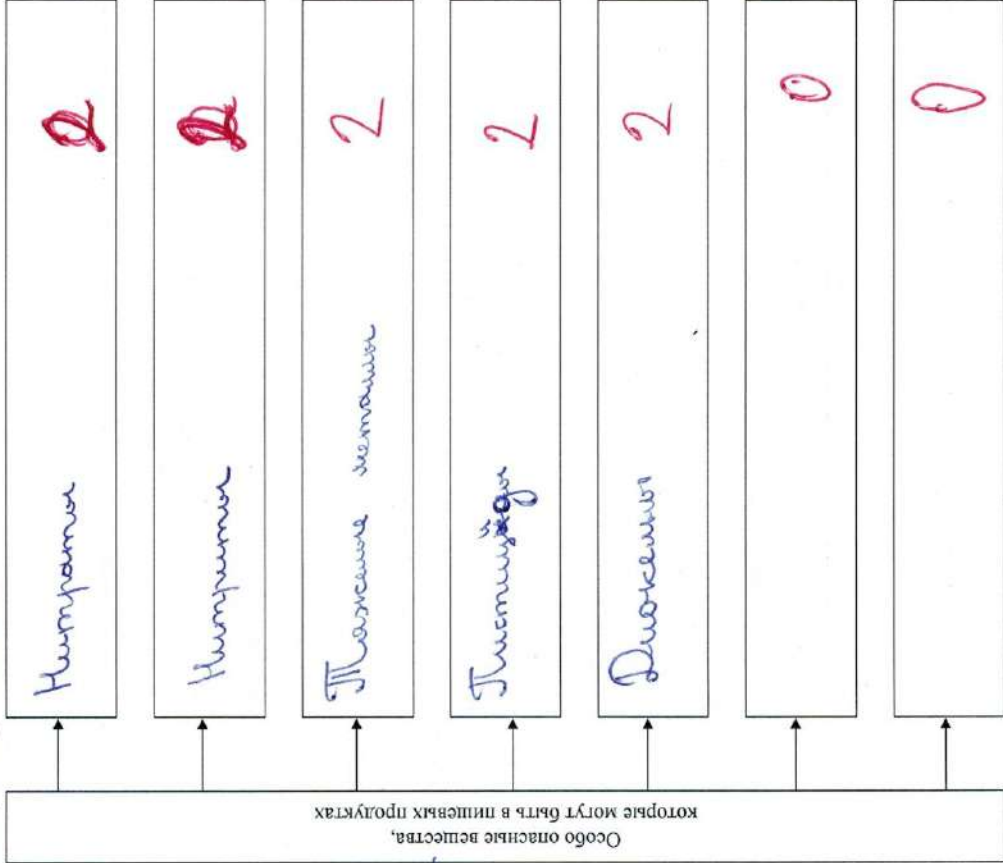 Особо опасные вещества,
которые могут быть в пищевых продуктах
Нитраты 2
Нитриты 2
Тяжелые металлы 2
Пистициды 2
Диоксины 2
0
0